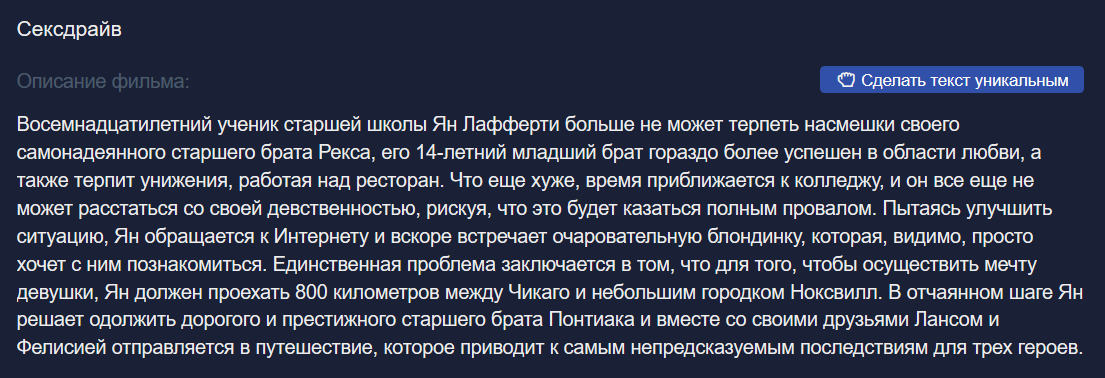 Сексдрайв
Описание фильма:
Сделать текст уникальным
Восемнадцатилетний ученик старшей школы Ян Лафферти больше не может терпеть насмешки своего
самонадеянного старшего брата Рекса, его 14-летний младший брат гораздо более успешен в области любви, а
также терпит унижения, работая над ресторан. Что еще хуже, время приближается к колледжу, и он все еще не
может расстаться со своей девственностью, рискуя, что это будет казаться полным провалом. Пытаясь улучшить
ситуацию, Ян обращается к Интернету и вскоре встречает очаровательную блондинку, которая, видимо, просто
хочет с ним познакомиться. Единственная проблема заключается в том, что для того, чтобы осуществить мечту
девушки, Ян должен проехать 800 километров между Чикаго и небольшим городком Ноксвилл. В отчаянном шаге Ян
решает одолжить дорогого и престижного старшего брата Понтиака и вместе со своими друзьями Лансом и
Фелисией отправляется в путешествие, которое приводит к самым непредсказуемым последствиям для трех героев.